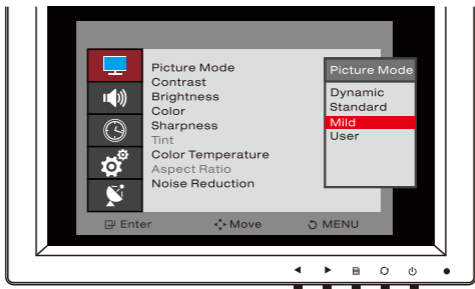 Picture Mode
Contrast
Brightness
Color
Sharpness
Tint
Color Temperature
Aspect Ratio
Noise Reduction
Picture Mode
Dynamic
Standard
Mild
User
Enter
Move
MENU